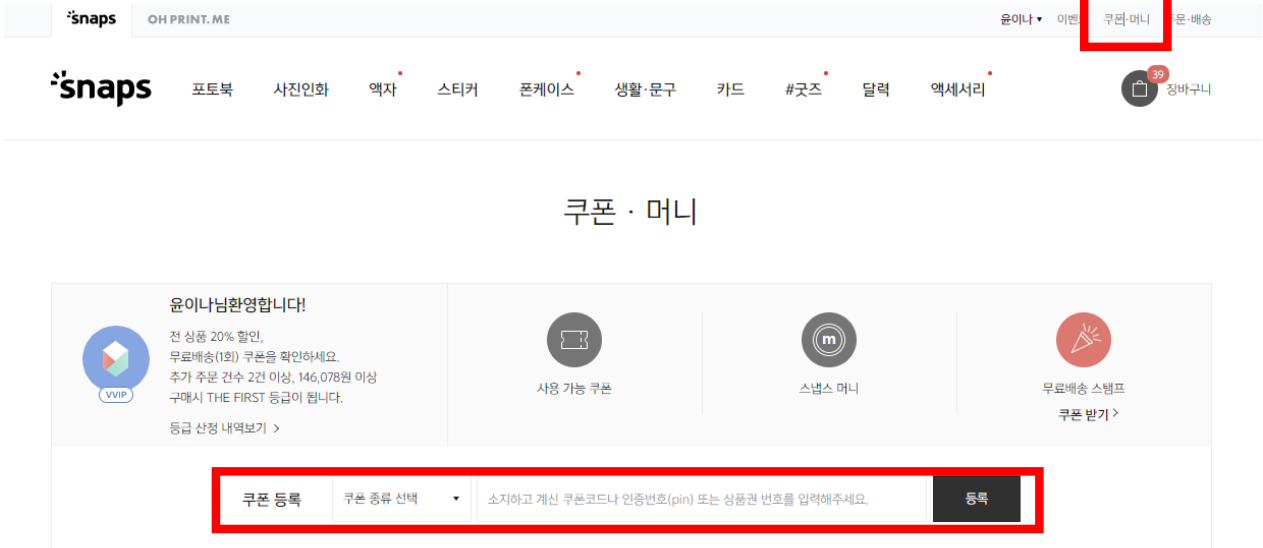 snaps OH PRINT.ME 윤이나 ▾ 쿠폰·머니
snaps 포토북 사진인화 액자 스티커 폰케이스 생활·문구 카드 #굿즈 달력 액세서리 39 장바구니
쿠폰 · 머니
윤이나님환영합니다!
전 상품 20% 할인,
무료배송(1회) 쿠폰을 확인하세요.
추가 주문 건수 2건 이상, 146,078원 이상
구매시 THE FIRST 등급이 됩니다.
등급 산정 내역보기 >
VVIP
사용 가능 쿠폰
m
스냅스 머니
무료배송 스탬프
쿠폰 받기 >
쿠폰 등록 쿠폰 종류 선택 ▾ 소지하고 계신 쿠폰코드나 인증번호(pin) 또는 상품권 번호를 입력해주세요. 등록